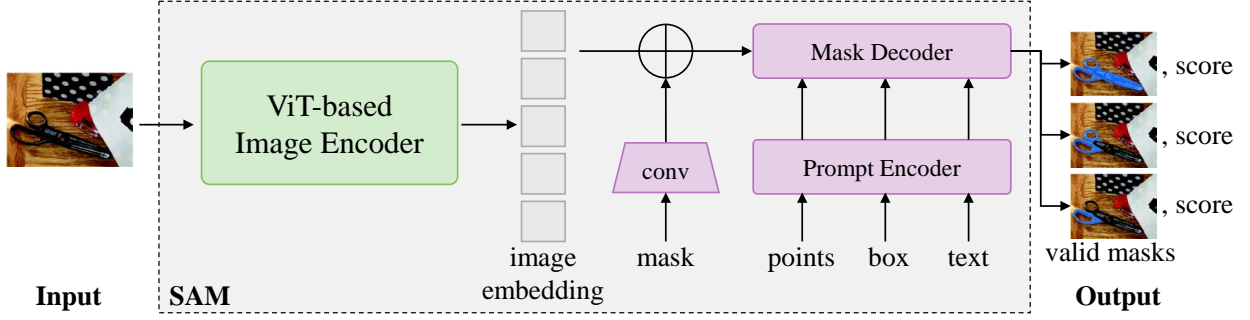 ViT-based
Image Encoder
Mask Decoder
, score
, score
conv
Prompt Encoder
, score
image
embedding
mask
points
box
text
valid masks
Input
SAM
Output